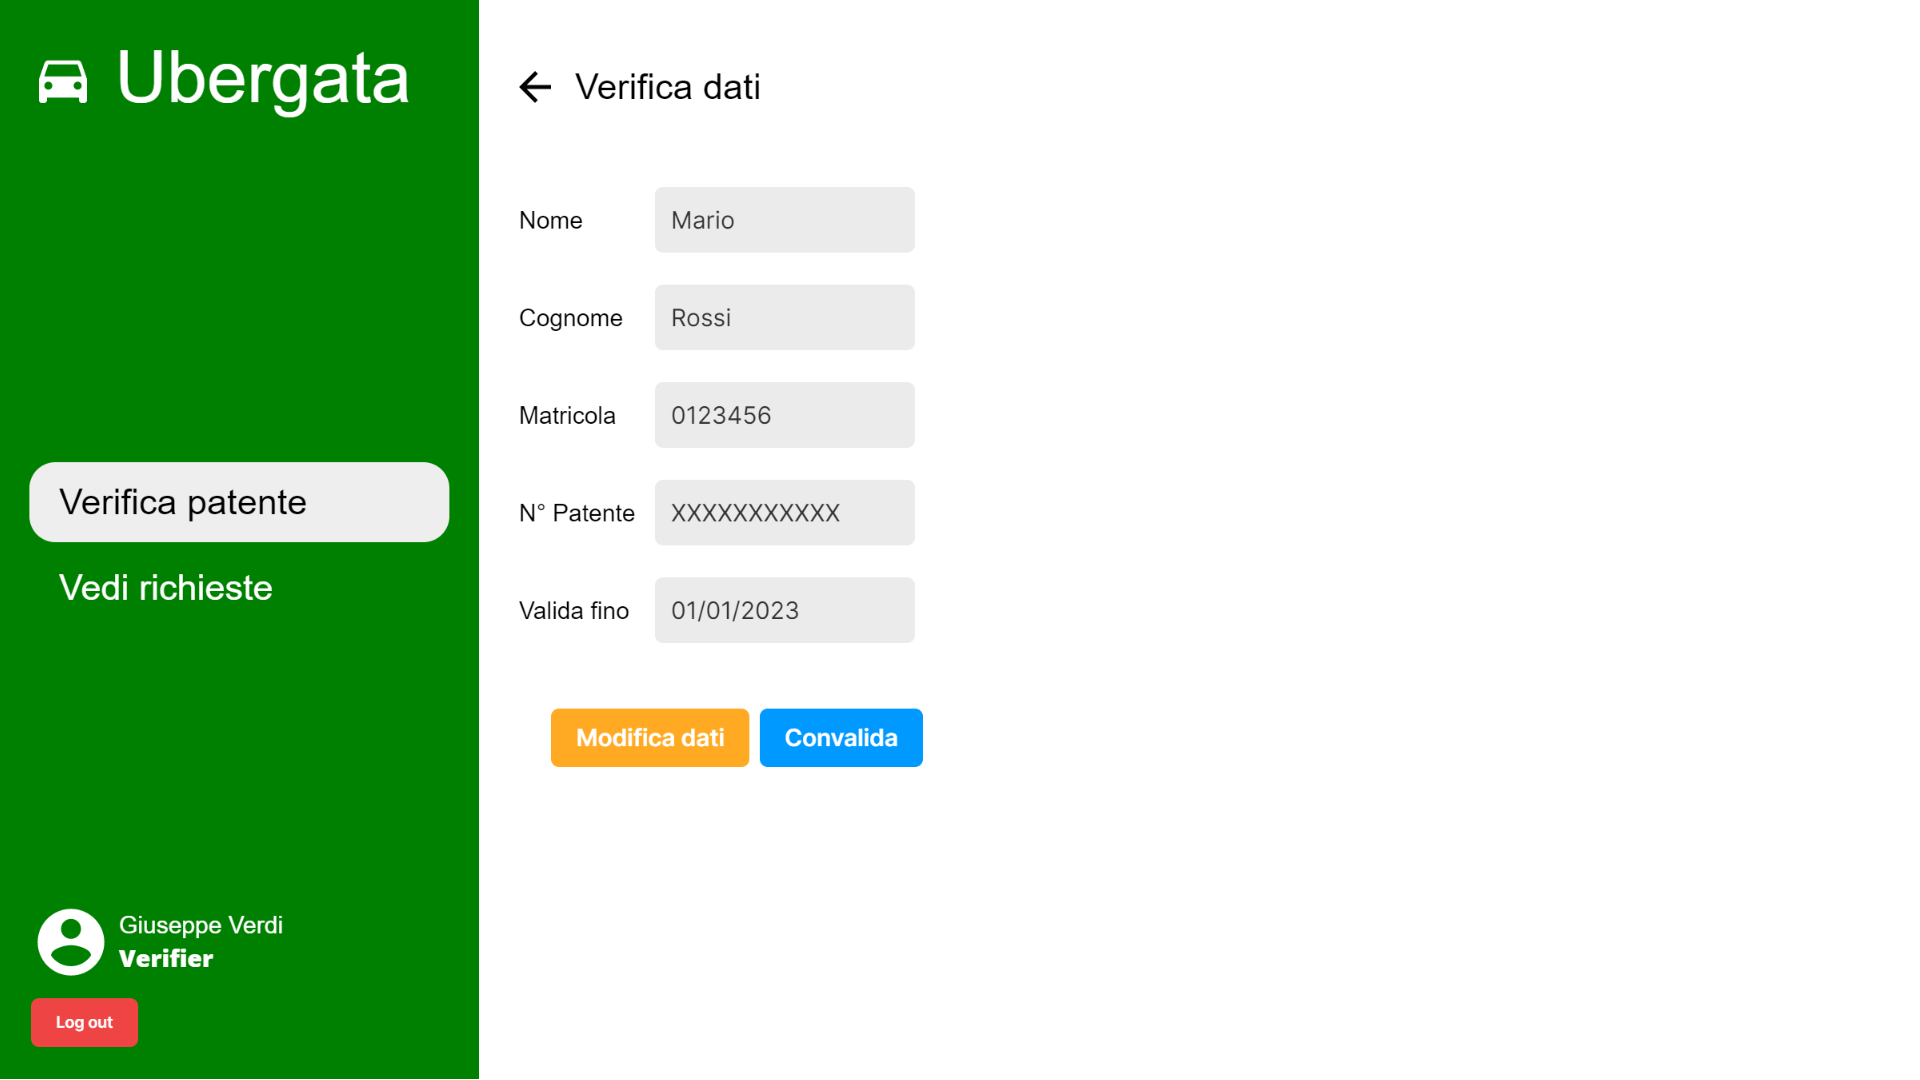 Ubergata
Verifica patente
Vedi richieste
Giuseppe Verdi
Verifier
Log out
Verifica dati
Nome Mario
Cognome Rossi
Matricola 0123456
N° Patente XXXXXXXXXXX
Valida fino 01/01/2023
Modifica dati Convalida